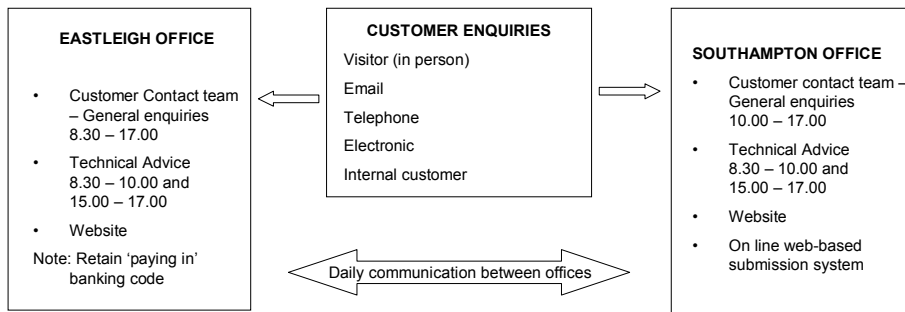 EASTLEIGH OFFICE
• Customer Contact team
– General enquiries
8.30 – 17.00
• Technical Advice
8.30 – 10.00 and
15.00 – 17.00
• Website
Note: Retain ‘paying in’
banking code
CUSTOMER ENQUIRIES
Visitor (in person)
Email
Telephone
Electronic
Internal customer
Daily communication between offices
SOUTHAMPTON OFFICE
• Customer contact team –
General enquiries
10.00 – 17.00
• Technical Advice
8.30 – 10.00 and
15.00 – 17.00
• Website
• On line web-based
submission system